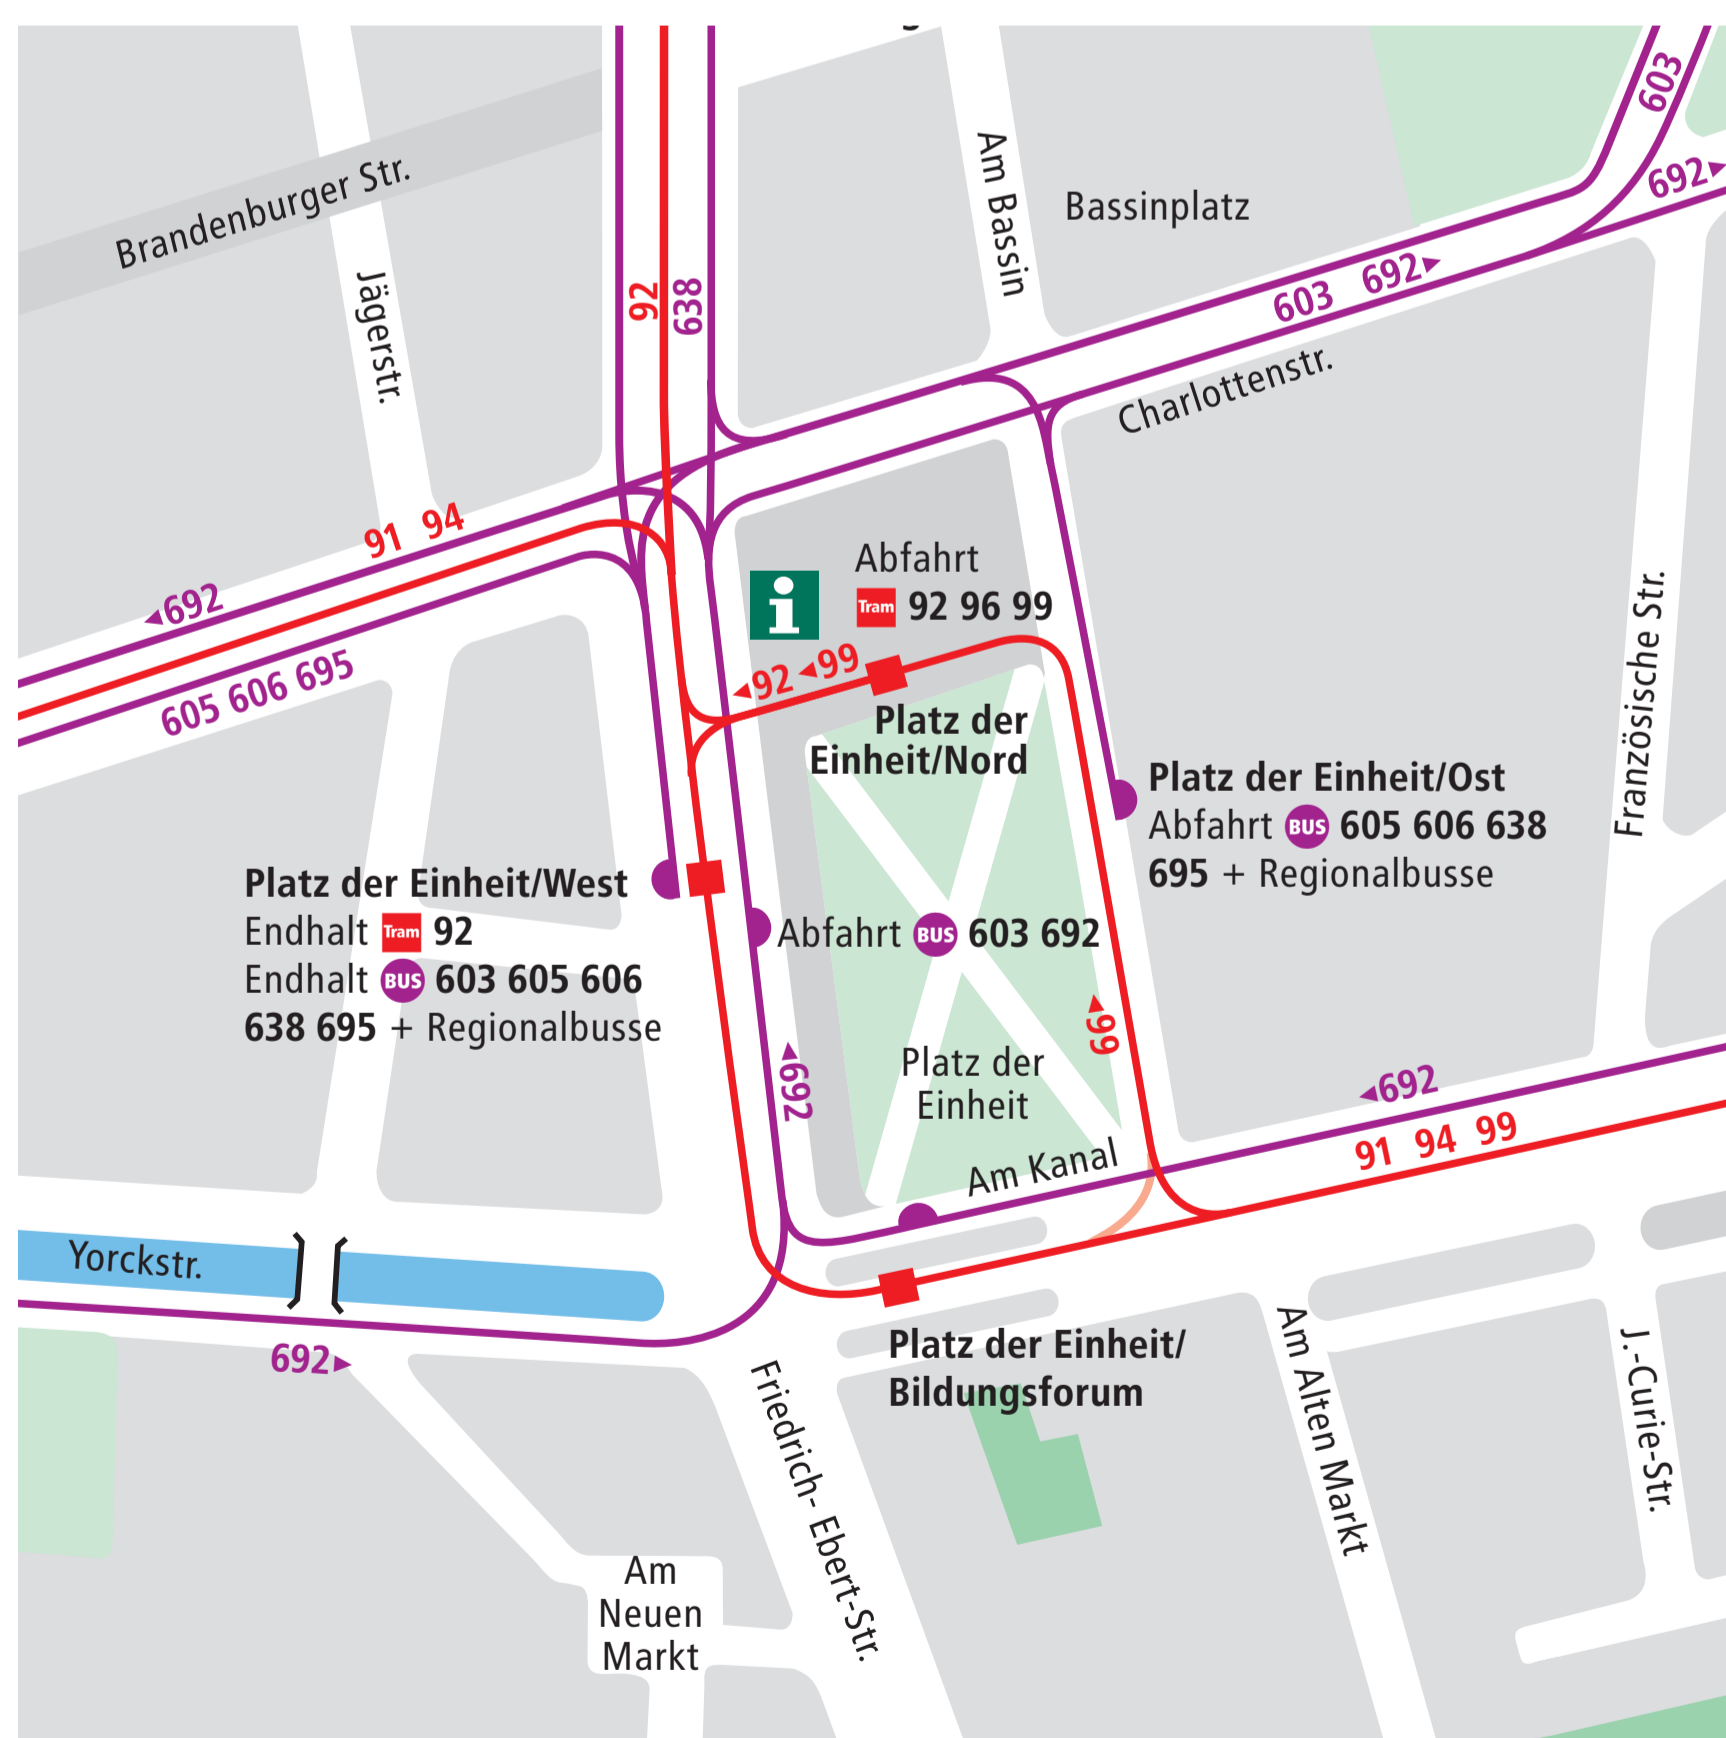 603
692
Brandenburger Str.
Am Bassin
Bassinplatz
Jägerstr.
92
638
603 692
Charlottenstr.
91 94
692
605 606 695
i
Abfahrt
Tram 92 96 99
92 99
Platz der
Einheit/Nord
Französische Str.
Platz der Einheit/Ost
Abfahrt BUS 605 606 638
695 + Regionalbusse
Platz der Einheit/West
Endhalt Tram 92
Endhalt BUS 603 605 606
638 695 + Regionalbusse
Abfahrt BUS 603 692
99
692
Platz der
Einheit
692
91 94 99
Am Kanal
Yorckstr.
692
Platz der Einheit/
Bildungsforum
Friedrich-Ebert-Str.
Am Alten Markt
J.-Curie-Str.
Am
Neuen
Markt